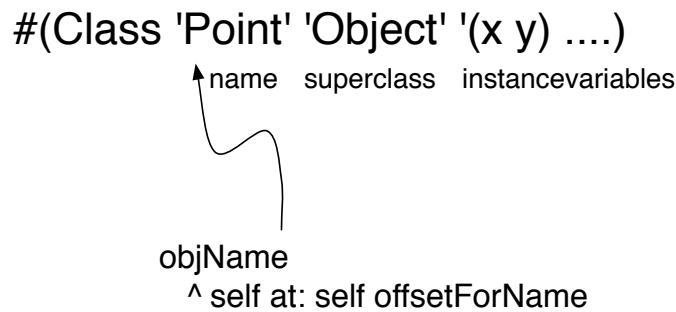 #(Class 'Point' 'Object' '(x y) ....)
name superclass instancevariables
objName
^ self at: self offsetForName